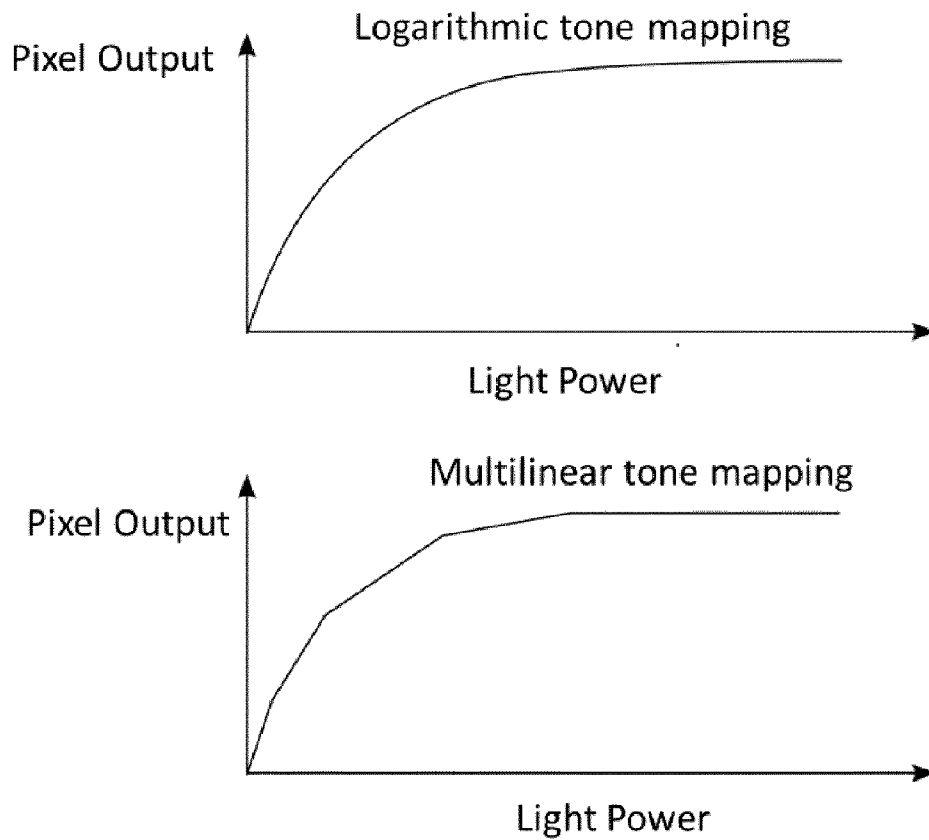 Logarithmic tone mapping
Pixel Output
Light Power
Multilinear tone mapping
Pixel Output
Light Power